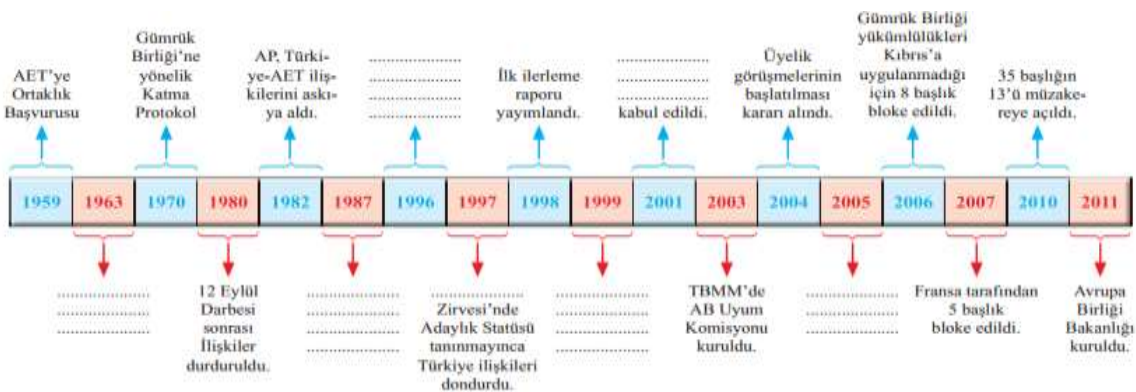 AET’ye
Ortaklık
Başvurusu
Gümrük
Birliği’ne
yönelik
Katma
Protokol
AP, Türki-
ye-AET iliş-
kilerini askı-
ya aldı.
........................
........................
........................
........................
İlk ilerleme
raporu
yayımlandı.
........................
........................
........................
kabul edildi.
Üyelik
görüşmelerinin
başlatılması
kararı alındı.
Gümrük Birliği
yükümlülükleri
Kıbrıs’a
uygulanmadığı
için 8 başlık
bloke edildi.
35 başlığın
13’ü müzake-
reye açıldı.
1959 1963 1970 1980 1982 1987 1996 1997 1998 1999 2001 2003 2004 2005 2006 2007 2010 2011
........................
........................
........................
12 Eylül
Darbesi
sonrası
İlişkiler
durduruldu.
........................
........................
........................
........................
........................
Zirvesi’nde
Adaylık Statüsü
tanınmayınca
Türkiye ilişkileri
dondurdu.
........................
........................
........................
........................
TBMM’de
AB Uyum
Komisyonu
kuruldu.
........................
........................
........................
Fransa tarafından
5 başlık
bloke edildi.
Avrupa
Birliği
Bakanlığı
kuruldu.